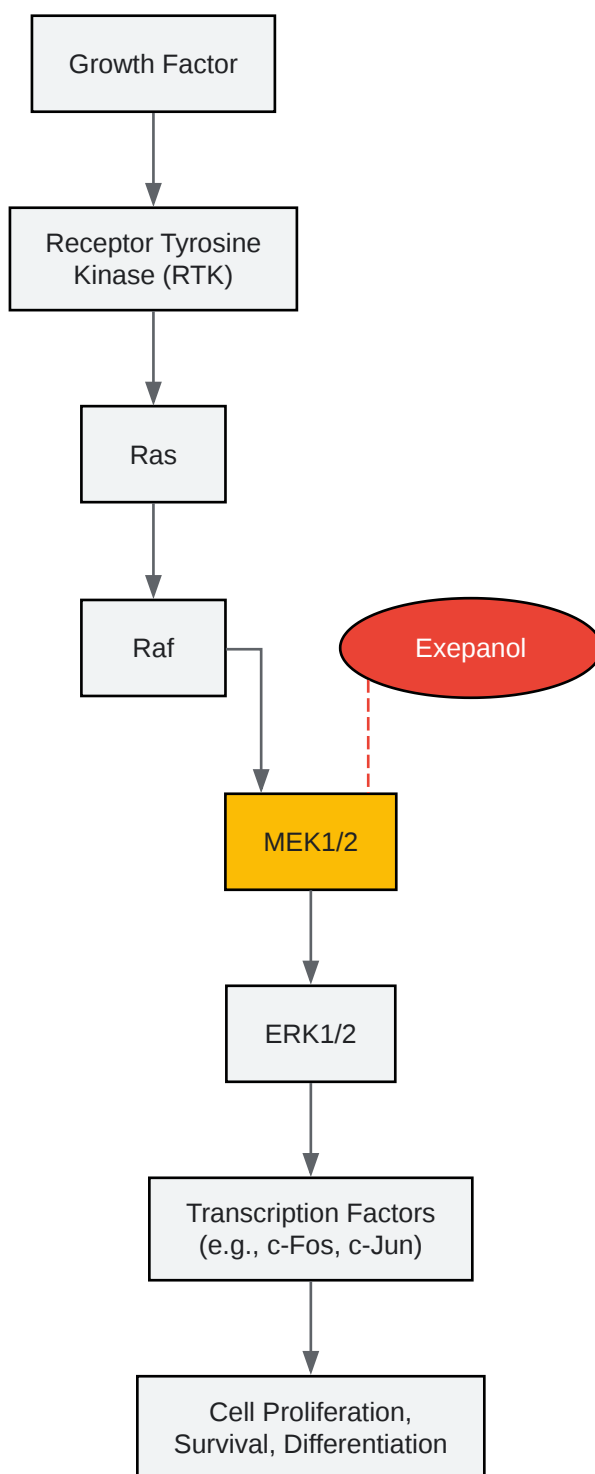 Growth Factor
Receptor Tyrosine
Kinase (RTK)
Ras
Raf
Exepanol
MEK1/2
ERK1/2
Transcription Factors
(e.g., c-Fos, c-Jun)
Cell Proliferation,
Survival, Differentiation